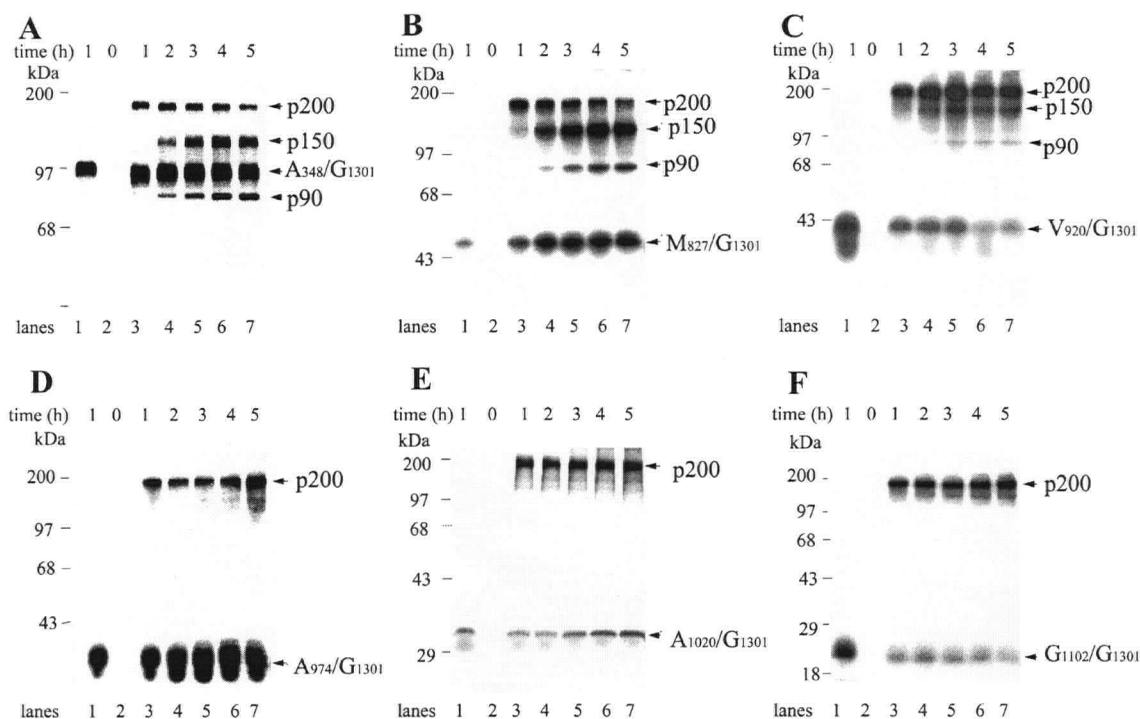 A
time (h) 1 0 1 2 3 4 5
kDa
200
p200
p150
97
A348/G1301
p90
68
lanes 1 2 3 4 5 6 7
B
time (h) 1 0 1 2 3 4 5
kDa
200
p200
p150
97
p90
68
M827/G1301
43
lanes 1 2 3 4 5 6 7
C
time (h) 1 0 1 2 3 4 5
kDa
200
p200
p150
97
p90
68
43
V920/G1301
lanes 1 2 3 4 5 6 7
D
time (h) 1 0 1 2 3 4 5
kDa
200
p200
97
68
43
A974/G1301
lanes 1 2 3 4 5 6 7
E
time (h) 1 0 1 2 3 4 5
kDa
200
p200
97
68
43
A1020/G1301
29
lanes 1 2 3 4 5 6 7
F
time (h) 1 0 1 2 3 4 5
kDa
200
p200
97
68
43
29
G1102/G1301
18
lanes 1 2 3 4 5 6 7